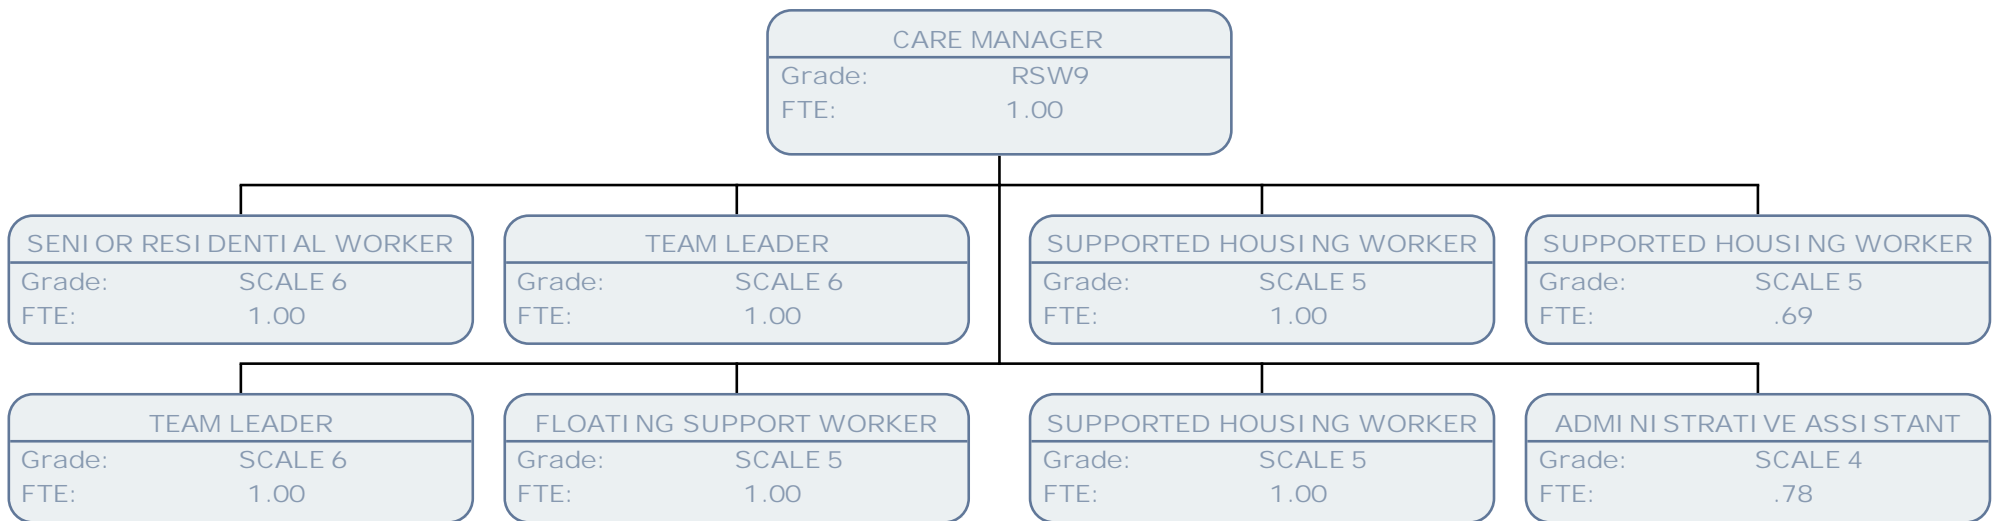 CARE MANAGER
Grade: RSW9
FTE: 1.00
SENIOR RESIDENTIAL WORKER
Grade: SCALE 6
FTE: 1.00
TEAM LEADER
Grade: SCALE 6
FTE: 1.00
SUPPORTED HOUSING WORKER
Grade: SCALE 5
FTE: 1.00
SUPPORTED HOUSING WORKER
Grade: SCALE 5
FTE: .69
TEAM LEADER
Grade: SCALE 6
FTE: 1.00
FLOATING SUPPORT WORKER
Grade: SCALE 5
FTE: 1.00
SUPPORTED HOUSING WORKER
Grade: SCALE 5
FTE: 1.00
ADMINISTRATIVE ASSISTANT
Grade: SCALE 4
FTE: .78